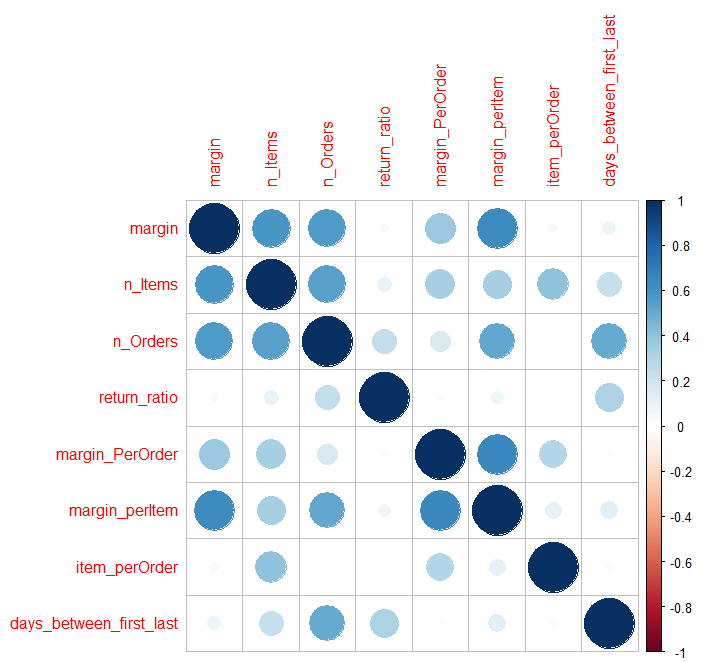 margin
n_Items
n_Orders
return_ratio
margin_PerOrder
margin_perItem
item_perOrder
days_between_first_last
margin
n_Items
n_Orders
return_ratio
margin_PerOrder
margin_perItem
item_perOrder
days_between_first_last
1
0.8
0.6
0.4
0.2
0
-0.2
-0.4
-0.6
-0.8
-1